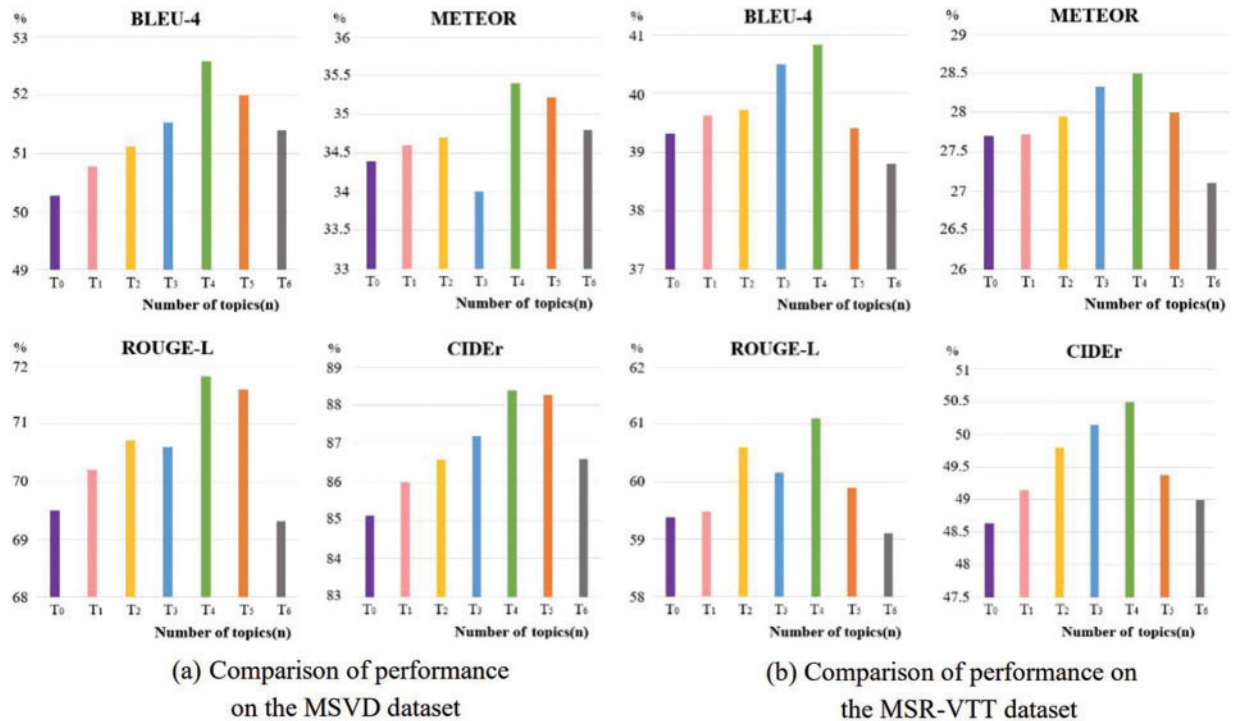 BLEU-4
%
53
52
51
50
49
T0 T1 T2 T3 T4 T5 T6
Number of topics(n)
METEOR
%
36
35.5
35
34.5
34
33.5
33
T0 T1 T2 T3 T4 T5 T6
Number of topics(n)
ROUGE-L
%
72
71
70
69
68
T0 T1 T2 T3 T4 T5 T6
Number of topics(n)
CIDEr
%
89
88
87
86
85
84
83
T0 T1 T2 T3 T4 T5 T6
Number of topics(n)
(a) Comparison of performance
on the MSVD dataset
BLEU-4
%
41
40
39
38
37
T0 T1 T2 T3 T4 T5 T6
Number of topics(n)
METEOR
%
29
28.5
28
27.5
27
26.5
26
T0 T1 T2 T3 T4 T5 T6
Number of topics(n)
ROUGE-L
%
62
61
60
59
58
T0 T1 T2 T3 T4 T5 T6
Number of topics(n)
CIDEr
%
51
50.5
50
49.5
49
48.5
48
47.5
T0 T1 T2 T3 T4 T5 T6
Number of topics(n)
(b) Comparison of performance on
the MSR-VTT dataset